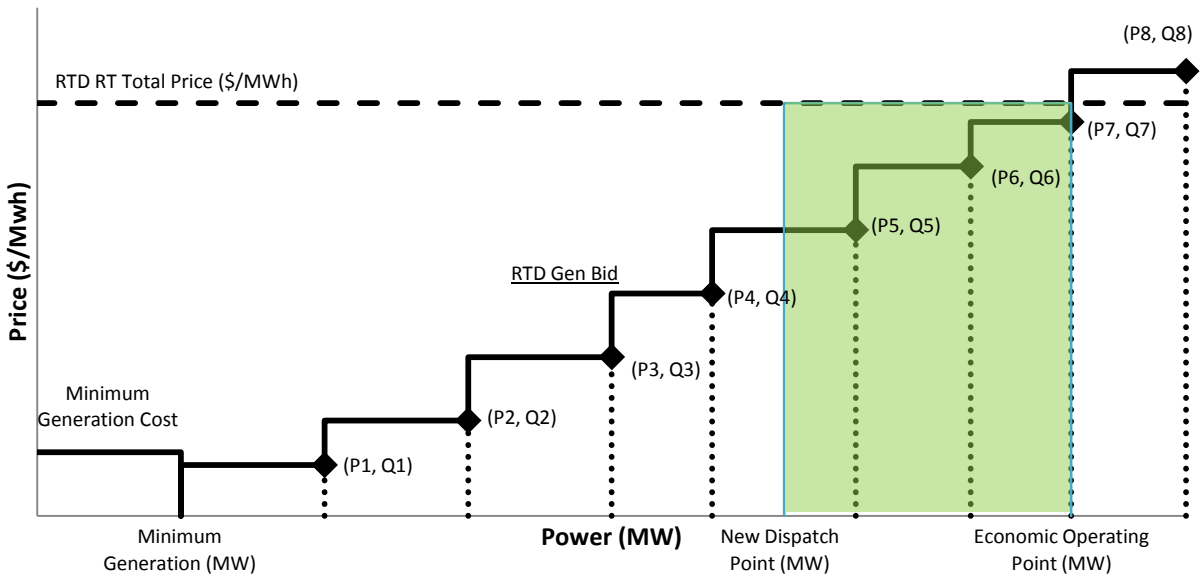 (P8, Q8)
RTD RT Total Price ($/MWh)
(P7, Q7)
(P6, Q6)
(P5, Q5)
RTD Gen Bid
(P4, Q4)
(P3, Q3)
Price ($/Mwh)
Minimum
Generation Cost
(P2, Q2)
(P1, Q1)
Minimum
Generation (MW)
Power (MW)
New Dispatch
Point (MW)
Economic Operating
Point (MW)